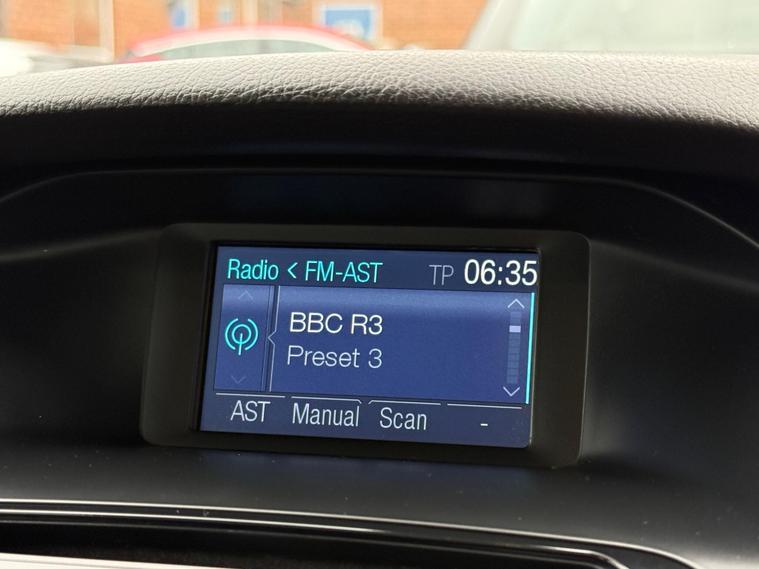 Radio < FM-AST TP 06:35
BBC R3
Preset 3
AST Manual Scan -